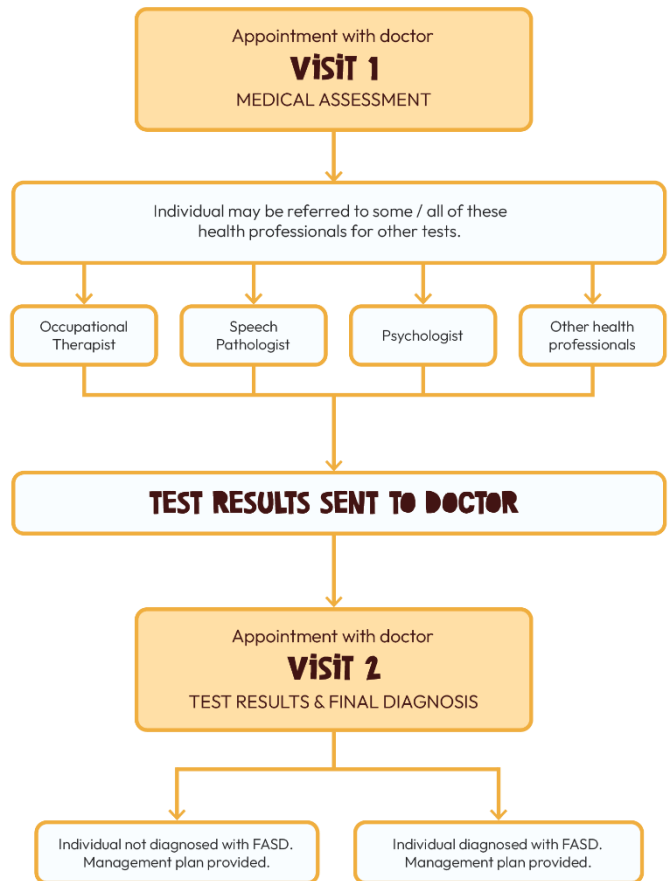 Appointment with doctor
VISIT 1
MEDICAL ASSESSMENT
Individual may be referred to some / all of these
health professionals for other tests.
Occupational
Therapist
Speech
Pathologist
Psychologist
Other health
professionals
TEST RESULTS SENT TO DOCTOR
Appointment with doctor
VISIT 2
TEST RESULTS & FINAL DIAGNOSIS
Individual not diagnosed with FASD.
Management plan provided.
Individual diagnosed with FASD.
Management plan provided.